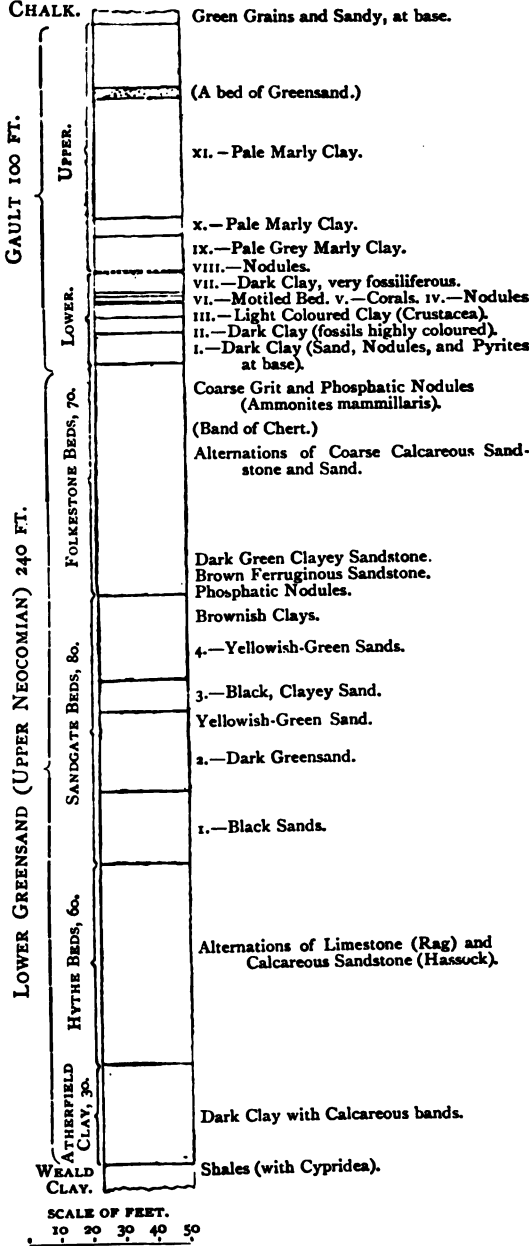 CHALK.
Green Grains and Sandy, at base.
GAULT 100 FT.
UPPER.
(A bed of Greensand.)
XI.—Pale Marly Clay.
X.—Pale Marly Clay.
IX.—Pale Grey Marly Clay.
VIII.—Nodules.
LOWER.
VII.—Dark Clay, very fossiliferous.
VI.—Mottled Bed. V.—Corals. IV.—Nodules
III.—Light Coloured Clay (Crustacea).
II.—Dark Clay (fossils highly coloured).
I.—Dark Clay (Sand, Nodules, and Pyrites
at base).
LOWER GREENSAND (UPPER NEOCOMIAN) 240 FT.
FOLKESTONE BEDS, 70.
Coarse Grit and Phosphatic Nodules
(Ammonites mammillaris).
(Band of Chert.)
Alternations of Coarse Calcareous Sand-
stone and Sand.
Dark Green Clayey Sandstone.
Brown Ferruginous Sandstone.
Phosphatic Nodules.
SANDGATE BEDS, 80.
Brownish Clays.
4.—Yellowish-Green Sands.
3.—Black, Clayey Sand.
Yellowish-Green Sand.
2.—Dark Greensand.
1.—Black Sands.
HYTHE BEDS, 60.
Alternations of Limestone (Rag) and
Calcareous Sandstone (Hassock).
ATHERFIELD
CLAY, 30.
Dark Clay with Calcareous bands.
WEALD
CLAY.
Shales (with Cypridea).
SCALE OF FEET.
10 20 30 40 50